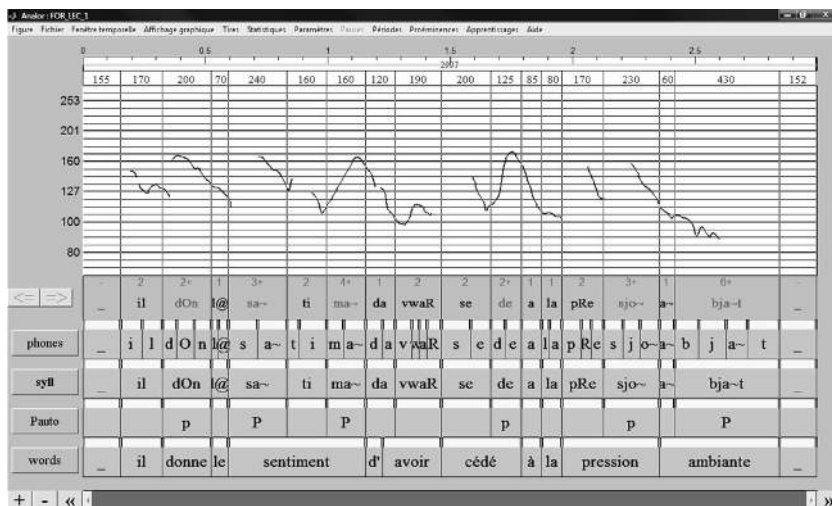 Analor : FOR_LEC_1
Figure Fichier Fenêtre temporelle Affichage graphique Tires Statistiques Paramètres Pauses Périodes Proéminences Apprentissages Aide
0 0.5 1 1.5 2 2.5
2907
155 170 200 70 240 160 160 120 190 200 125 85 80 170 230 60 430 152
253
201
160
127
100
80
- 2 2+ 1 3+ 2 4+ 1 2 2 2+ 1 1 2 3+ 1 6+ -
<= => _ il dOn l@ sa~ ti ma~ da vwaR se de a la pRe sjo~ a~ bja~t _
phones _ i l d O n l@ s a~ t i m a~ d a v w a R s e d e a l a p R e s j o~ a~ b j a~ t _
syll _ il dOn l@ sa~ ti ma~ da vwaR se de a la pRe sjo~ a~ bja~t _
Pauto p P P p p P
words _ il donne le sentiment d' avoir cédé à la pression ambiante _
+ - « »